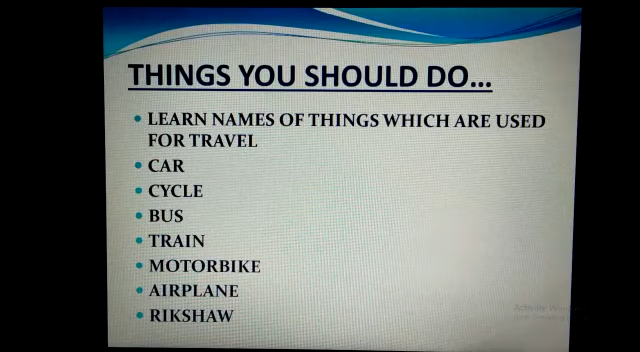 THINGS YOU SHOULD DO...
LEARN NAMES OF THINGS WHICH ARE USED
FOR TRAVEL
CAR
CYCLE
BUS
TRAIN
MOTORBIKE
AIRPLANE
RIKSHAW